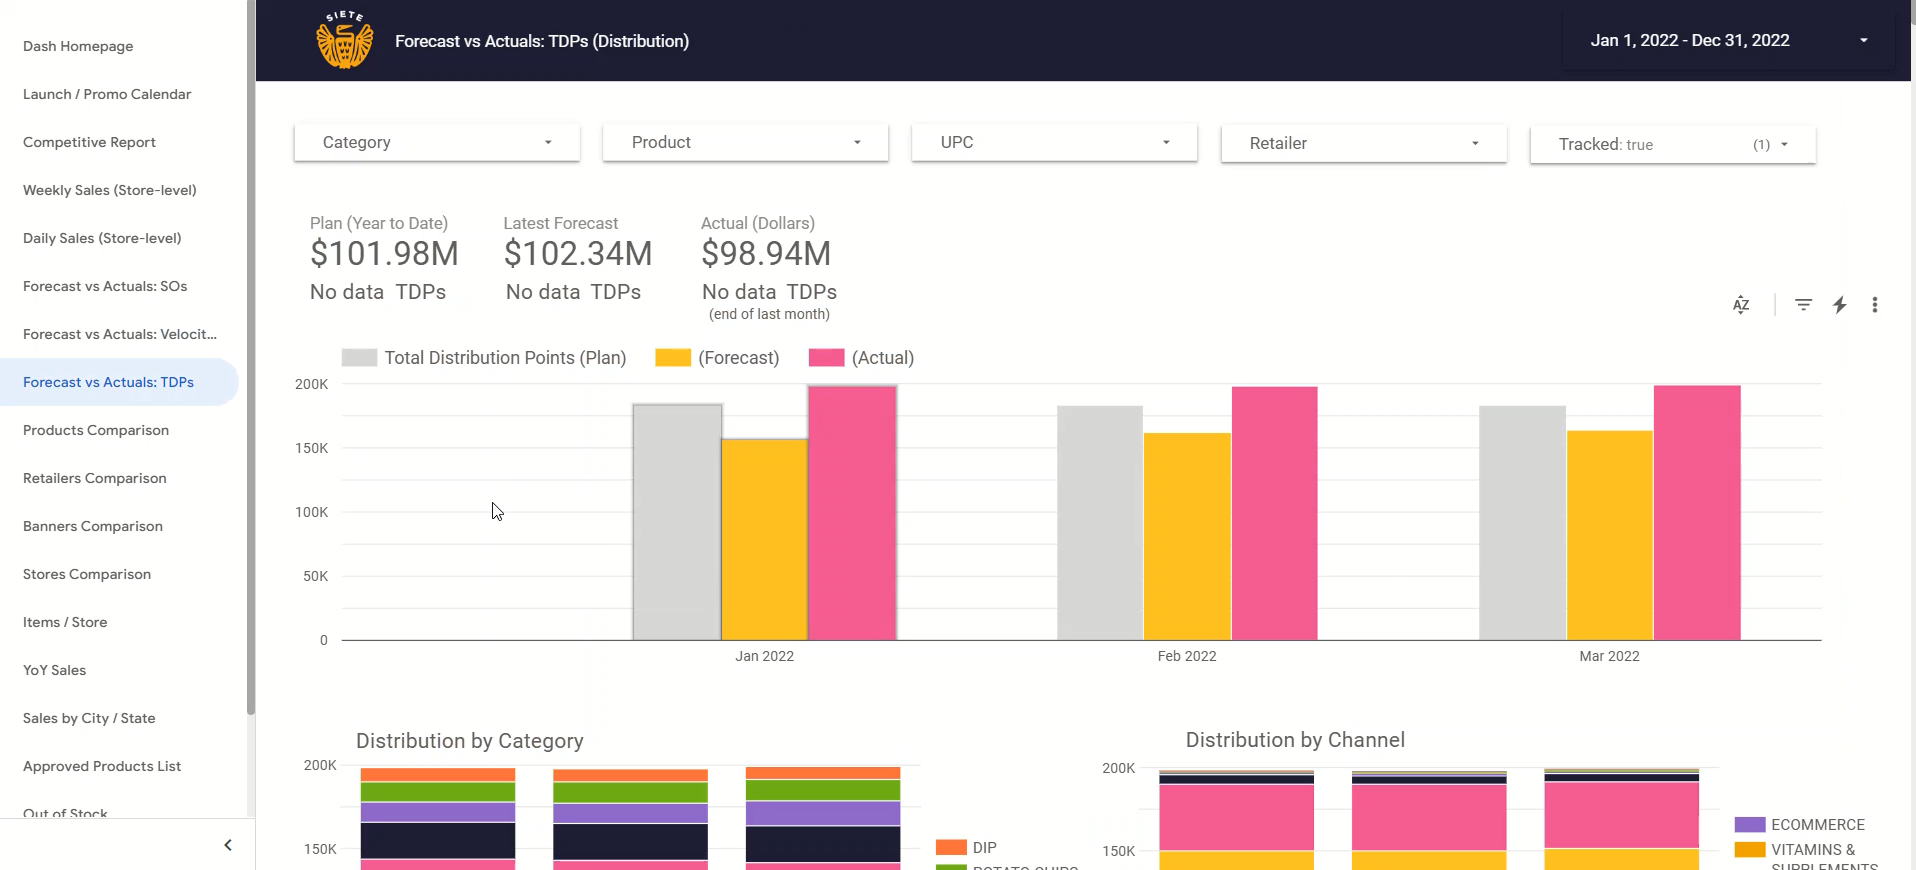 Dash Homepage
Launch / Promo Calendar
Competitive Report
Weekly Sales (Store-level)
Daily Sales (Store-level)
Forecast vs Actuals: SOs
Forecast vs Actuals: Velocit...
Forecast vs Actuals: TDPs
Products Comparison
Retailers Comparison
Banners Comparison
Stores Comparison
Items / Store
YoY Sales
Sales by City / State
Approved Products List
Out of Stock
SIETE
Forecast vs Actuals: TDPs (Distribution)
Jan 1, 2022 - Dec 31, 2022
Category
Product
UPC
Retailer
Tracked: true (1)
Plan (Year to Date)
$101.98M
No data TDPs
Latest Forecast
$102.34M
No data TDPs
Actual (Dollars)
$98.94M
No data TDPs
(end of last month)
AZ
Total Distribution Points (Plan) (Forecast) (Actual)
200K
150K
100K
50K
0
Jan 2022 Feb 2022 Mar 2022
Distribution by Category
200K
150K
DIP
POTATO CHIPS
Distribution by Channel
200K
150K
ECOMMERCE
VITAMINS &
SUPPLEMENTS